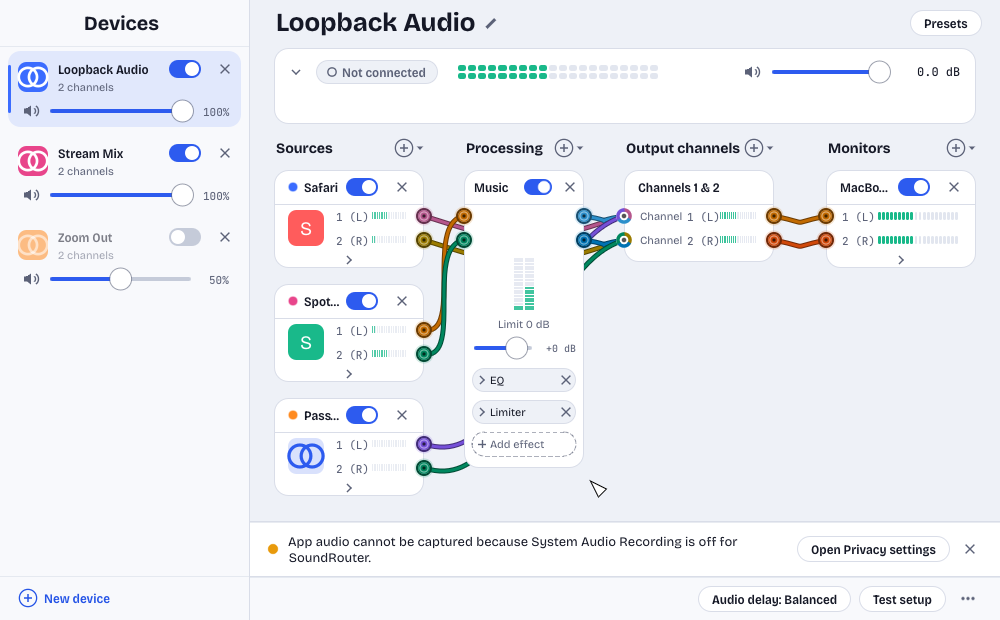 Devices
Loopback Audio
2 channels
100%
Stream Mix
2 channels
100%
Zoom Out
2 channels
50%
New device
Loopback Audio
Presets
Not connected
0.0 dB
Sources
Processing
Output channels
Monitors
Safari
S
1 (L)
2 (R)
Spot...
S
1 (L)
2 (R)
Pass...
1 (L)
2 (R)
Music
Limit 0 dB
+0 dB
EQ
Limiter
Add effect
Channels 1 & 2
Channel 1 (L)
Channel 2 (R)
MacBo...
1 (L)
2 (R)
App audio cannot be captured because System Audio Recording is off for
SoundRouter.
Open Privacy settings
Audio delay: Balanced
Test setup